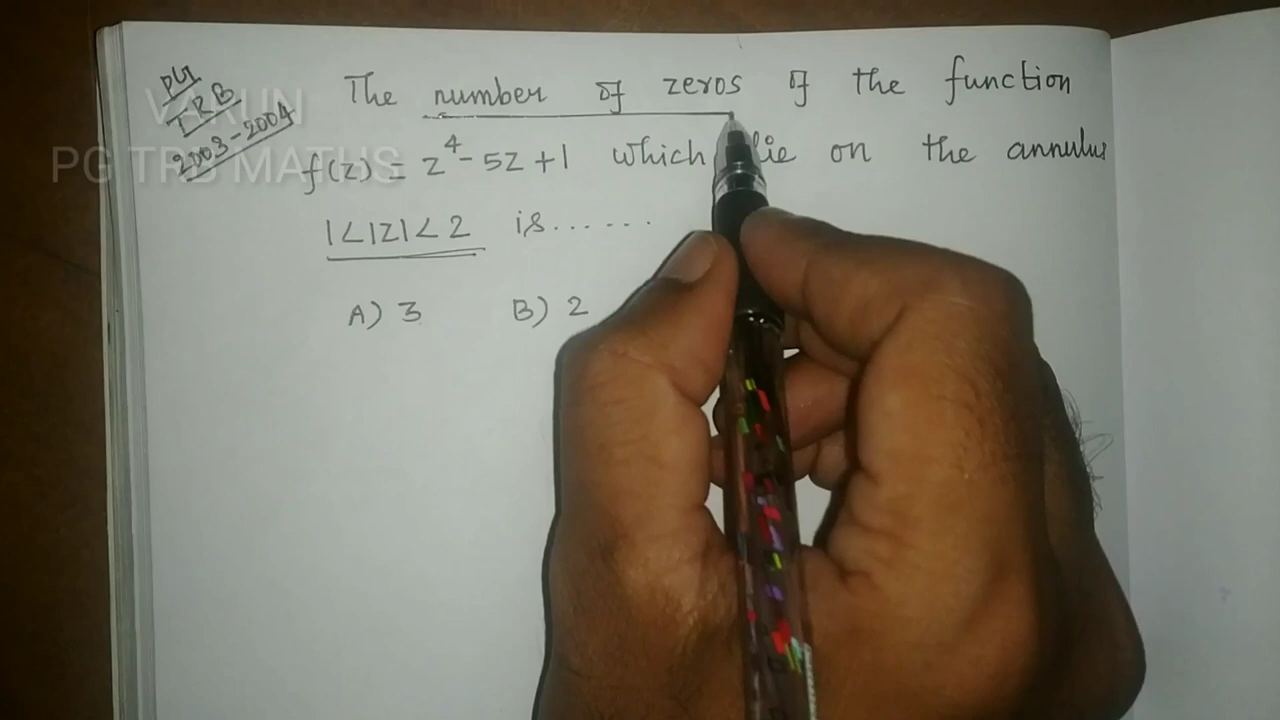 PG
TRB
2003-2004
The number of zeros of the function
f(z) = z⁴ - 5z + 1 which lie on the annulus
1<|z|<2 is......
A) 3 B) 2
PG TRB MATHS